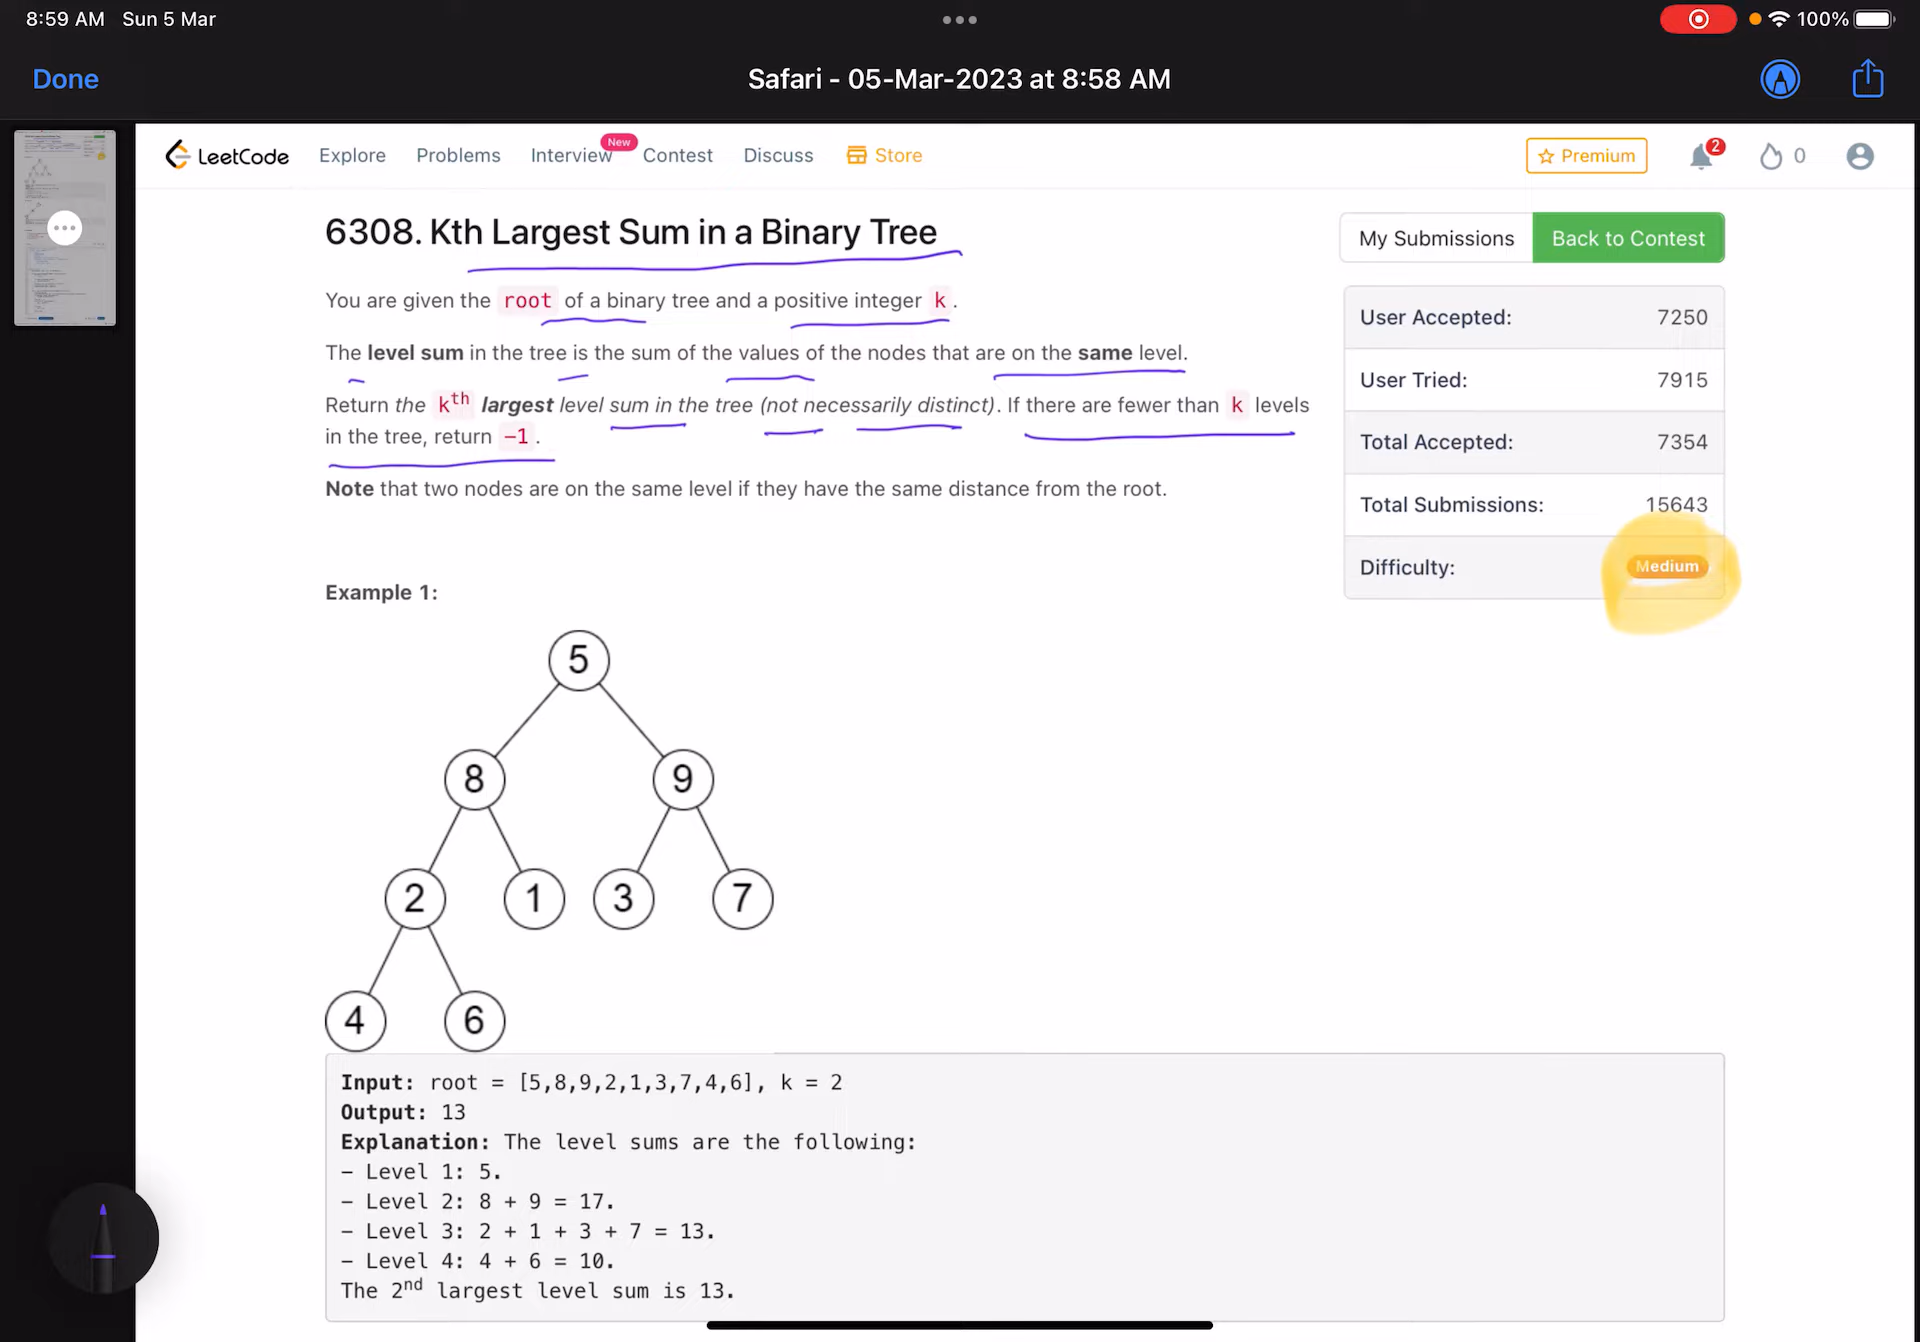 8:59 AM Sun 5 Mar
100%
Done
Safari - 05-Mar-2023 at 8:58 AM
LeetCode Explore Problems Interview New Contest Discuss Store
Premium 2 0
6308. Kth Largest Sum in a Binary Tree
My Submissions Back to Contest
You are given the root of a binary tree and a positive integer k.
The level sum in the tree is the sum of the values of the nodes that are on the same level.
Return the kth largest level sum in the tree (not necessarily distinct). If there are fewer than k levels
in the tree, return -1.
Note that two nodes are on the same level if they have the same distance from the root.
User Accepted: 7250
User Tried: 7915
Total Accepted: 7354
Total Submissions: 15643
Difficulty: Medium
Example 1:
5
8 9
2 1 3 7
4 6
Input: root = [5,8,9,2,1,3,7,4,6], k = 2
Output: 13
Explanation: The level sums are the following:
- Level 1: 5.
- Level 2: 8 + 9 = 17.
- Level 3: 2 + 1 + 3 + 7 = 13.
- Level 4: 4 + 6 = 10.
The 2nd largest level sum is 13.